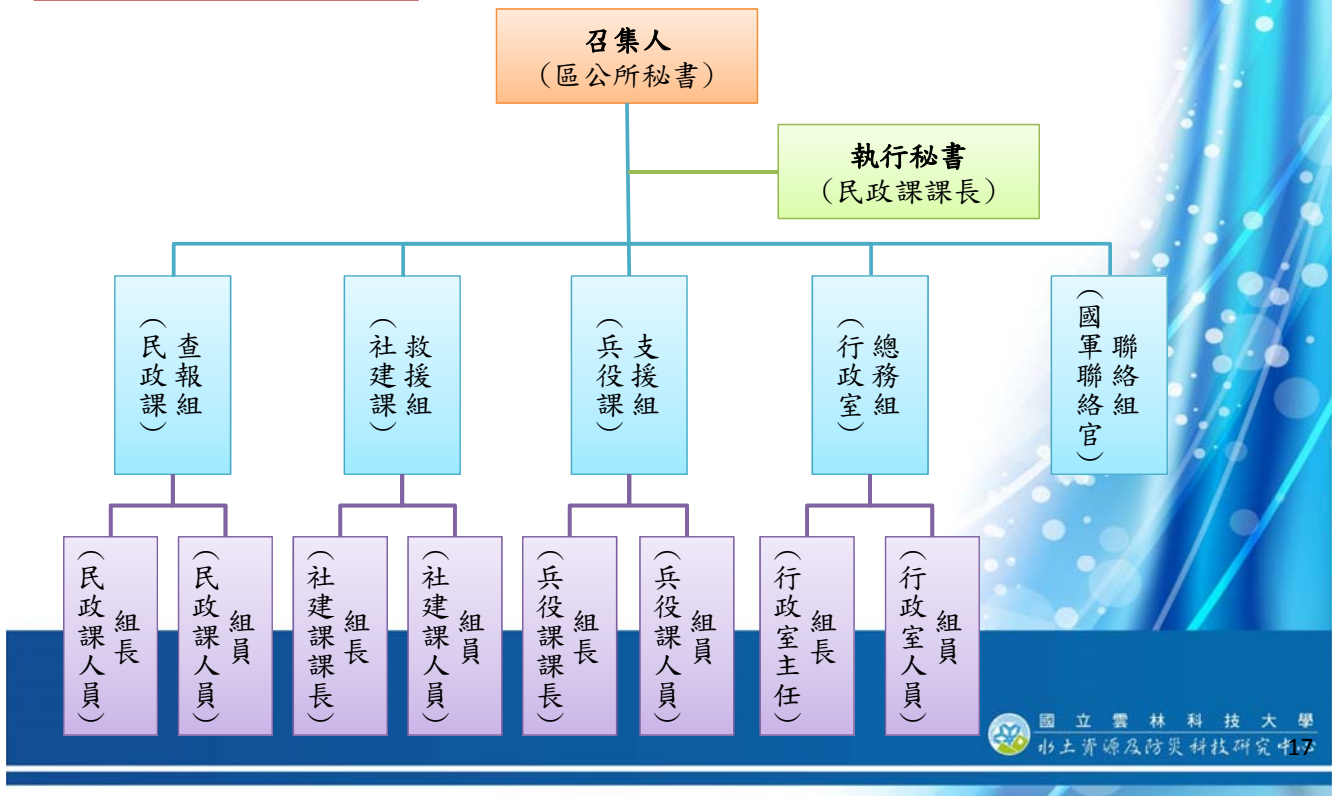 召集人
（區公所秘書）
執行秘書
（民政課課長）
查報組
（民政課）
救援組
（社建課）
支援組
（兵役課）
總務組
（行政室）
聯絡組
（國軍聯絡官）
組長
（民政課人員）
組員
（民政課人員）
組長
（社建課課長）
組員
（社建課人員）
組長
（兵役課課長）
組員
（兵役課人員）
組長
（行政室主任）
組員
（行政室人員）
國立雲林科技大學
水土資源及防災科技研究中心
17